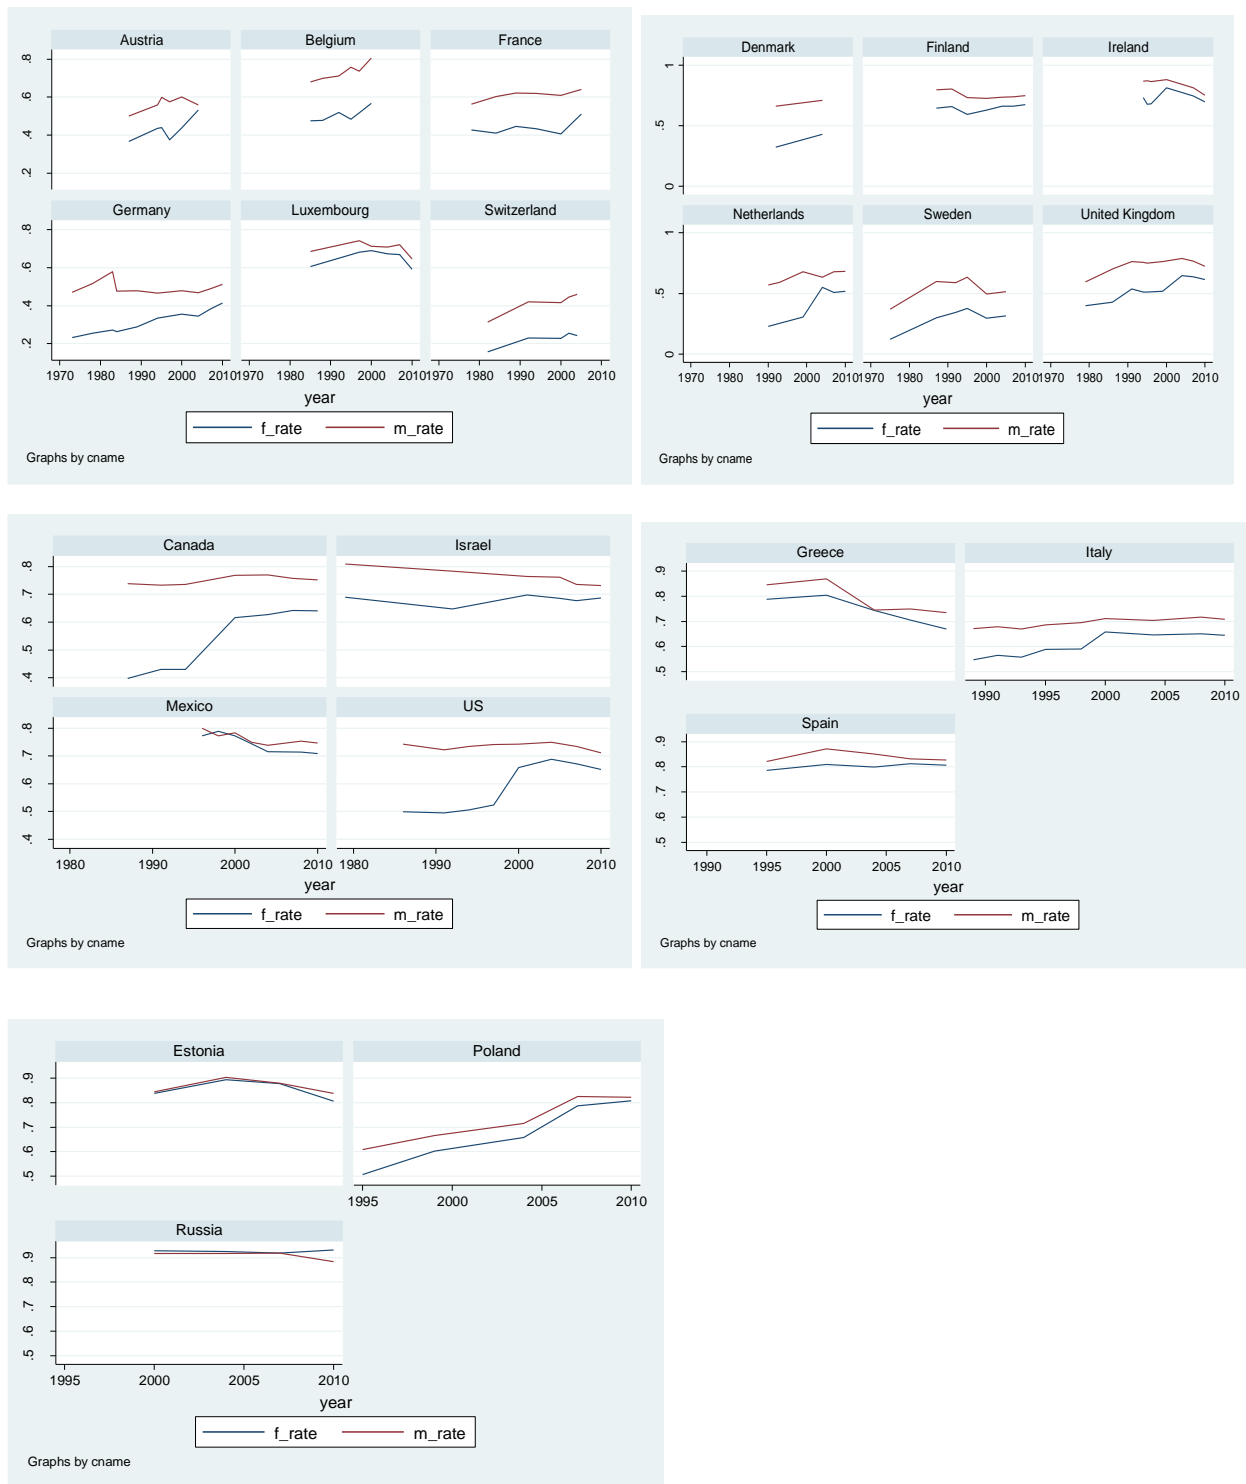 Austria Belgium France
.8
.6
.4
.2
Germany Luxembourg Switzerland
.8
.6
.4
.2
1970 1980 1990 2000 2010 1970 1980 1990 2000 2010 1970 1980 1990 2000 2010
year
f_rate m_rate
Graphs by cname
Denmark Finland Ireland
1
.5
0
Netherlands Sweden United Kingdom
1
.5
0
1970 1980 1990 2000 2010 1970 1980 1990 2000 2010 1970 1980 1990 2000 2010
year
f_rate m_rate
Graphs by cname
Canada Israel
.8
.7
.6
.5
.4
Mexico US
.8
.7
.6
.5
.4
1980 1990 2000 2010 1980 1990 2000 2010
year
f_rate m_rate
Graphs by cname
Greece Italy
.9
.8
.7
.6
.5
1990 1995 2000 2005 2010
Spain
.9
.8
.7
.6
.5
1990 1995 2000 2005 2010
year
f_rate m_rate
Graphs by cname
Estonia Poland
.9
.8
.7
.6
.5
1995 2000 2005 2010
Russia
.9
.8
.7
.6
.5
1995 2000 2005 2010
year
f_rate m_rate
Graphs by cname